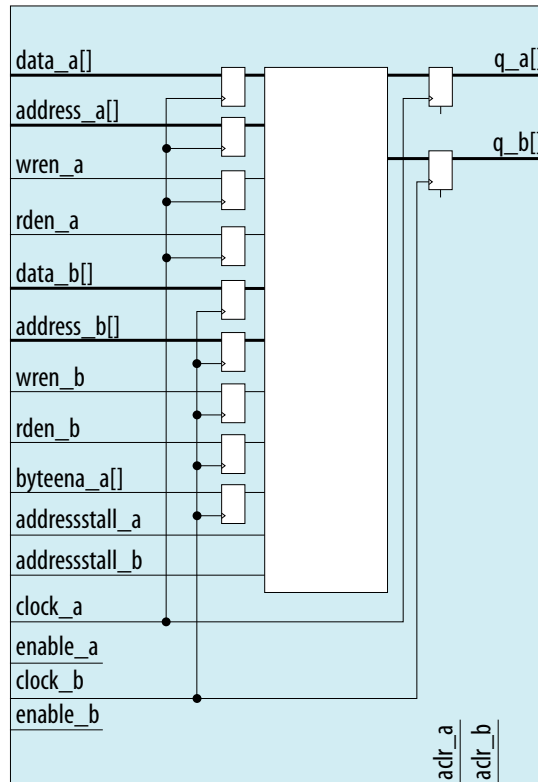 data_a[]
q_a[]
address_a[]
q_b[]
wren_a
rden_a
data_b[]
address_b[]
wren_b
rden_b
byteena_a[]
addressstall_a
addressstall_b
clock_a
enable_a
clock_b
enable_b
aclr_a
aclr_b